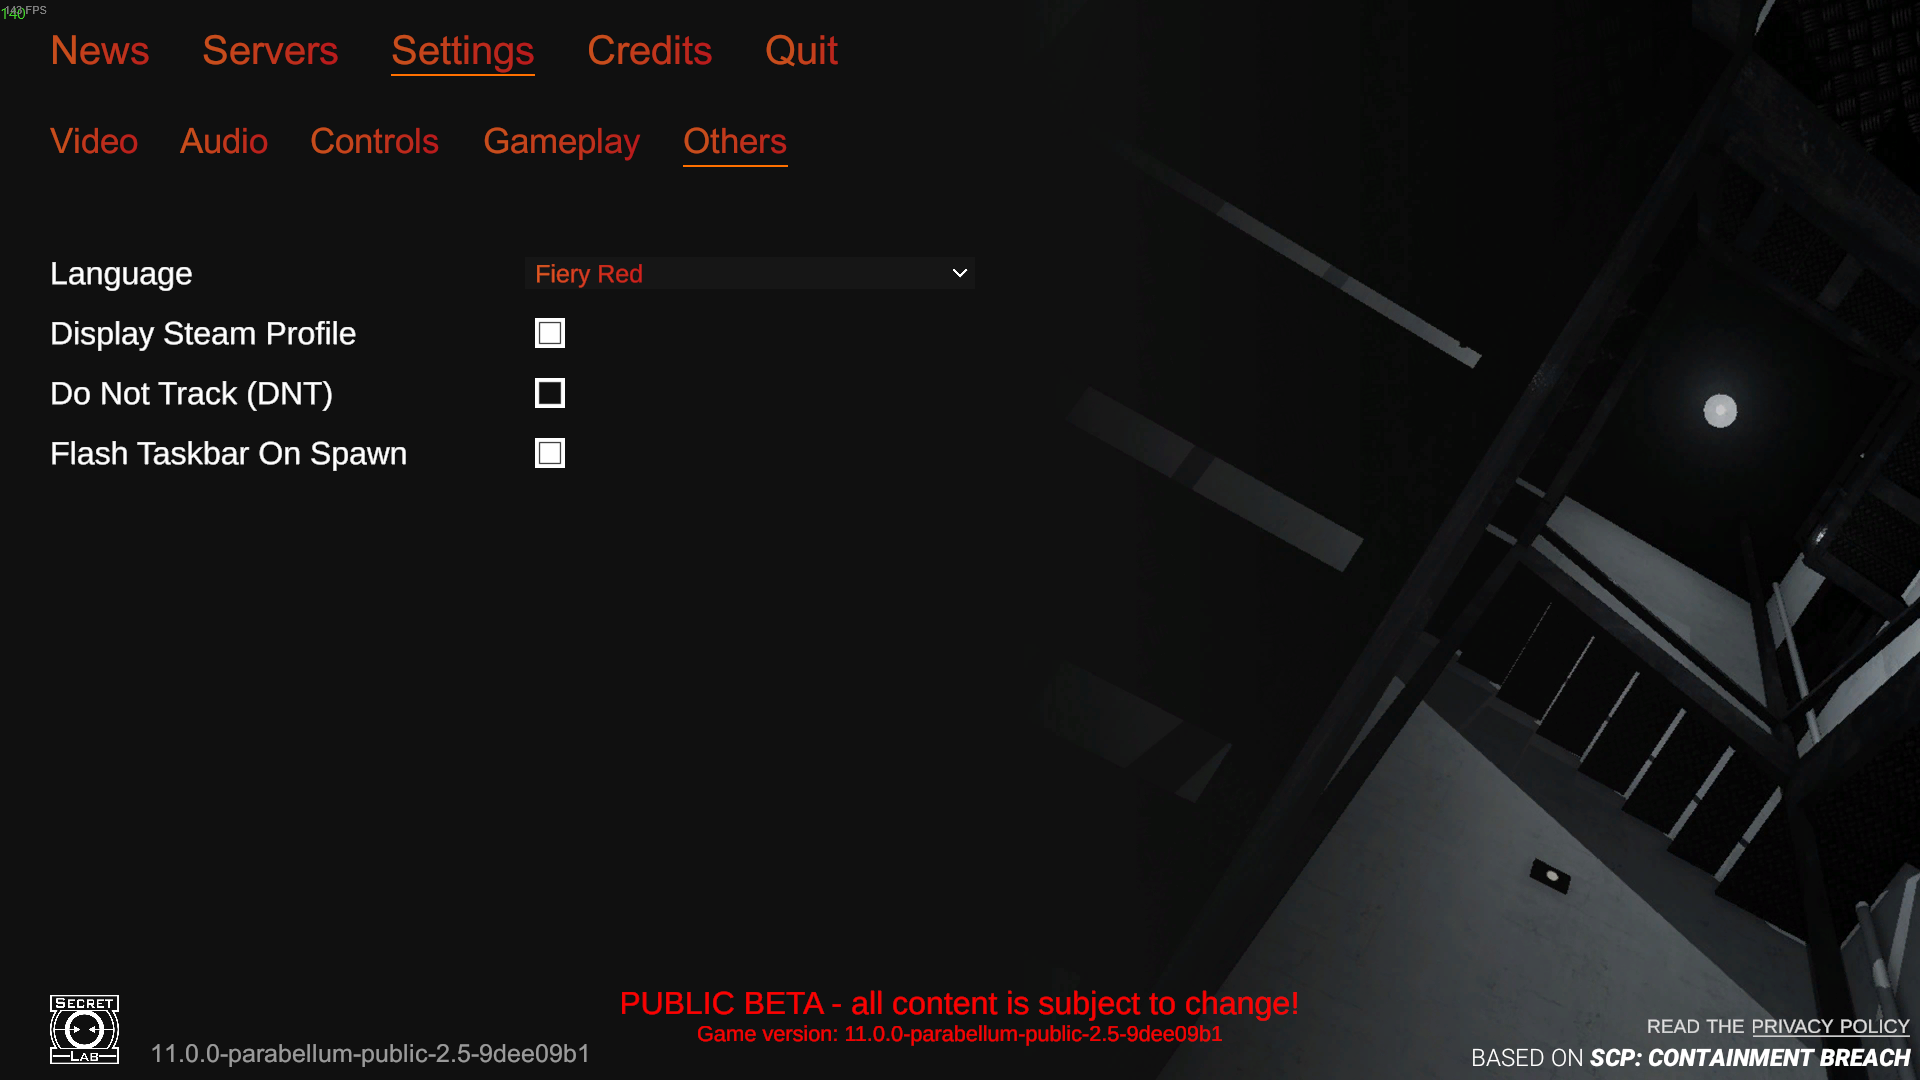 140
News Servers Settings Credits Quit
Video Audio Controls Gameplay Others
Language Fiery Red
Display Steam Profile
Do Not Track (DNT)
Flash Taskbar On Spawn
PUBLIC BETA - all content is subject to change!
Game version: 11.0.0-parabellum-public-2.5-9dee09b1
SECRET
LAB
11.0.0-parabellum-public-2.5-9dee09b1
READ THE PRIVACY POLICY
BASED ON SCP: CONTAINMENT BREACH